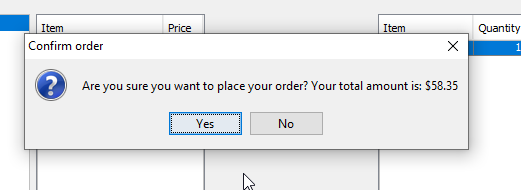 Item Price Item Quantity
Confirm order
1
Are you sure you want to place your order? Your total amount is: $58.35
Yes No